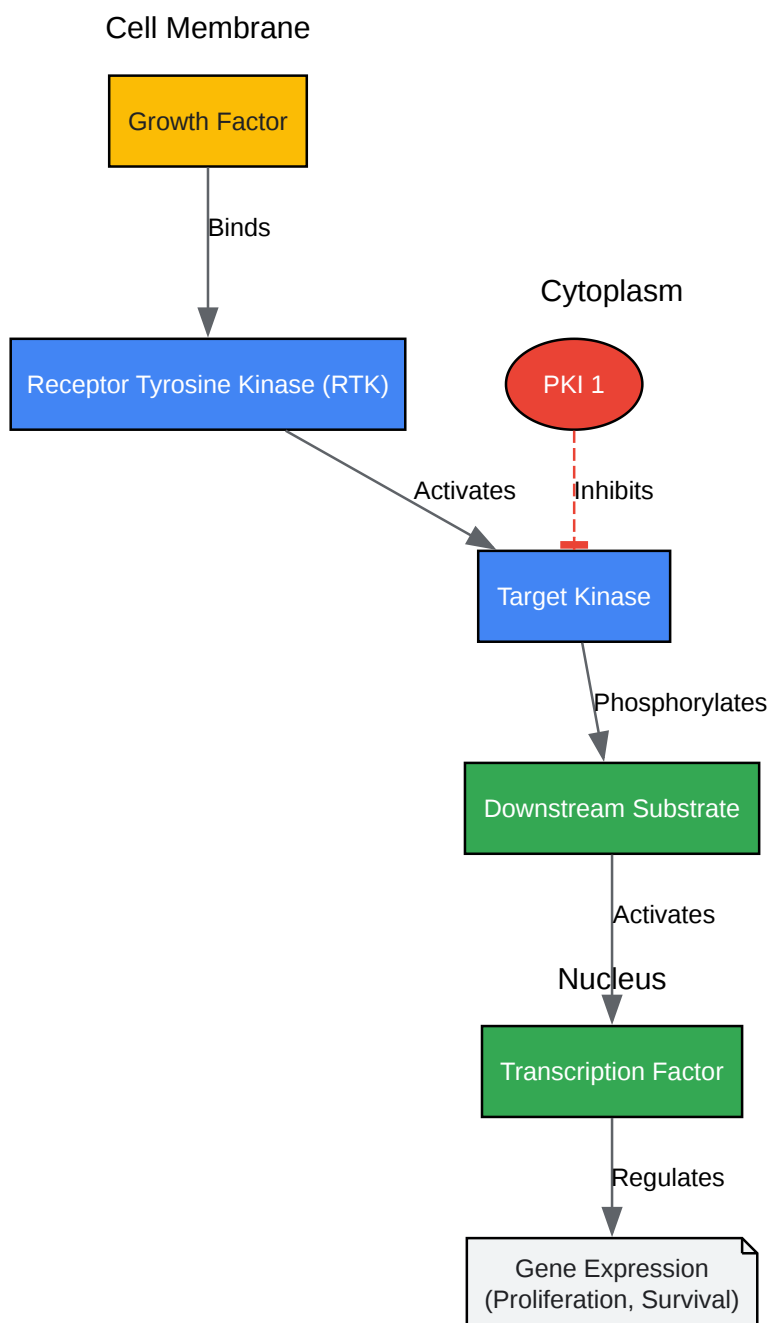 Cell Membrane
Growth Factor
Binds
Cytoplasm
Receptor Tyrosine Kinase (RTK)
PKI 1
Activates
Inhibits
Target Kinase
Phosphorylates
Downstream Substrate
Activates
Nucleus
Transcription Factor
Regulates
Gene Expression
(Proliferation, Survival)